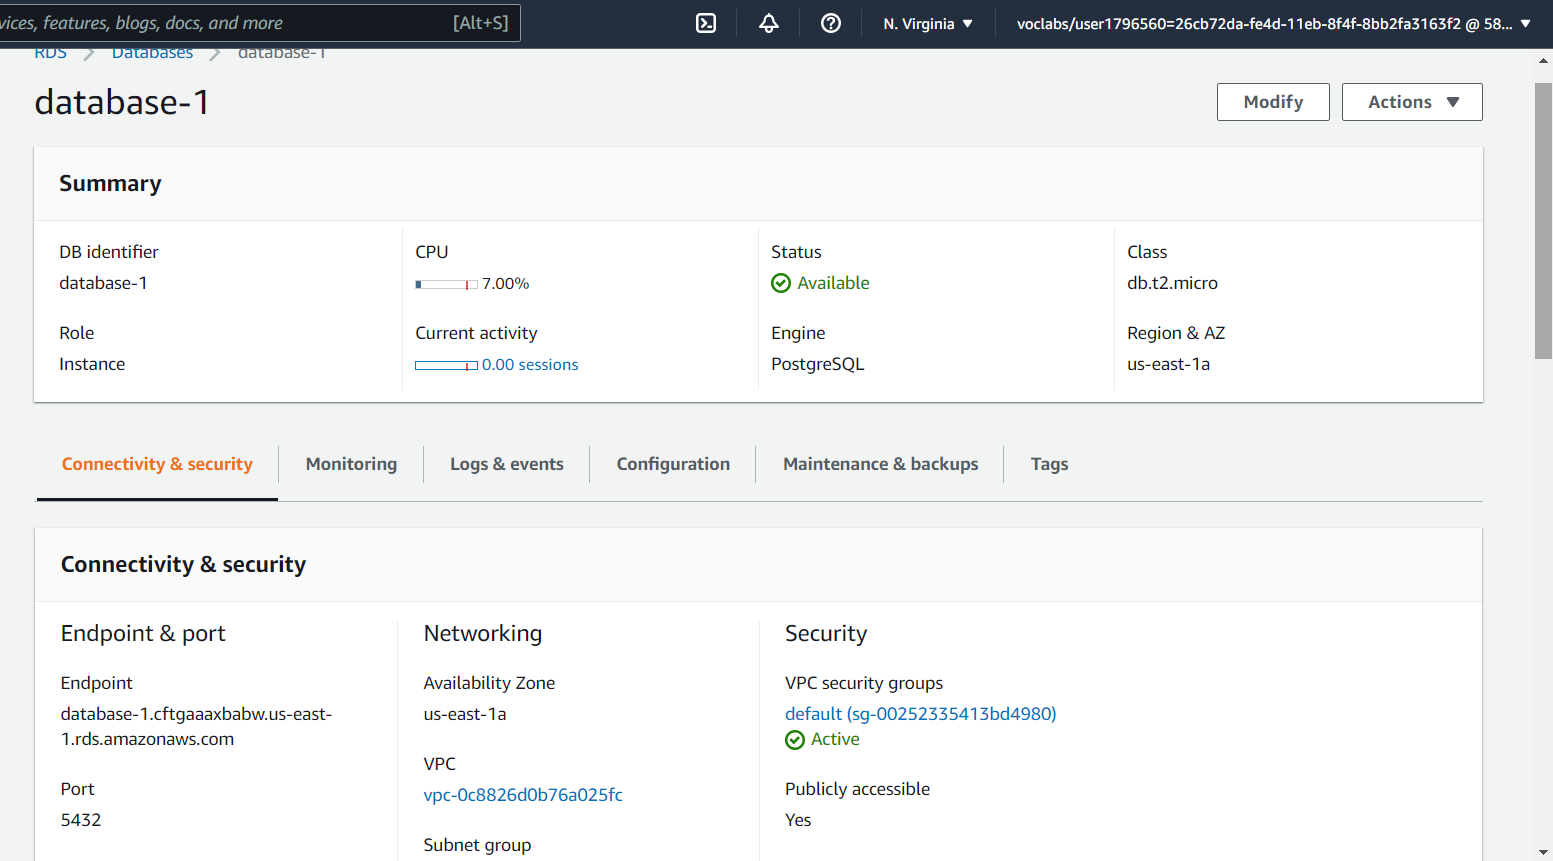 vices, features, blogs, docs, and more [Alt+S] N. Virginia voclabs/user1796560=26cb72da-fe4d-11eb-8f4f-8bb2fa3163f2 @ 58...
RDS Databases database-1
database-1
Modify Actions
Summary
DB identifier
database-1
CPU
7.00%
Status
Available
Class
db.t2.micro
Role
Instance
Current activity
0.00 sessions
Engine
PostgreSQL
Region & AZ
us-east-1a
Connectivity & security Monitoring Logs & events Configuration Maintenance & backups Tags
Connectivity & security
Endpoint & port
Endpoint
database-1.cftgaaaxbabw.us-east-
1.rds.amazonaws.com
Port
5432
Networking
Availability Zone
us-east-1a
VPC
vpc-0c8826d0b76a025fc
Subnet group
Security
VPC security groups
default (sg-00252335413bd4980)
Active
Publicly accessible
Yes